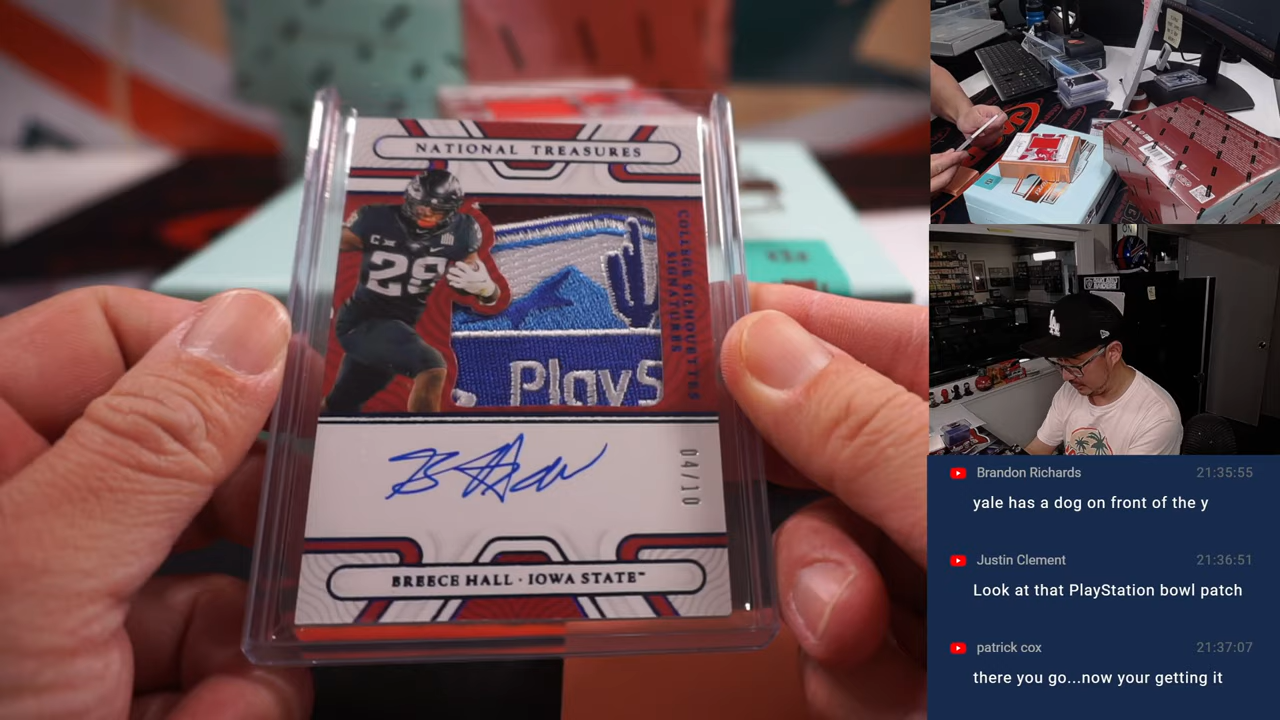 NATIONAL TREASURES
COLLEGE SILHOUETTES
SIGNATURES
28
PlayS
04/10
BREECE HALL · IOWA STATE™
Brandon Richards 21:35:55
yale has a dog on front of the y
Justin Clement 21:36:51
Look at that PlayStation bowl patch
patrick cox 21:37:07
there you go...now your getting it